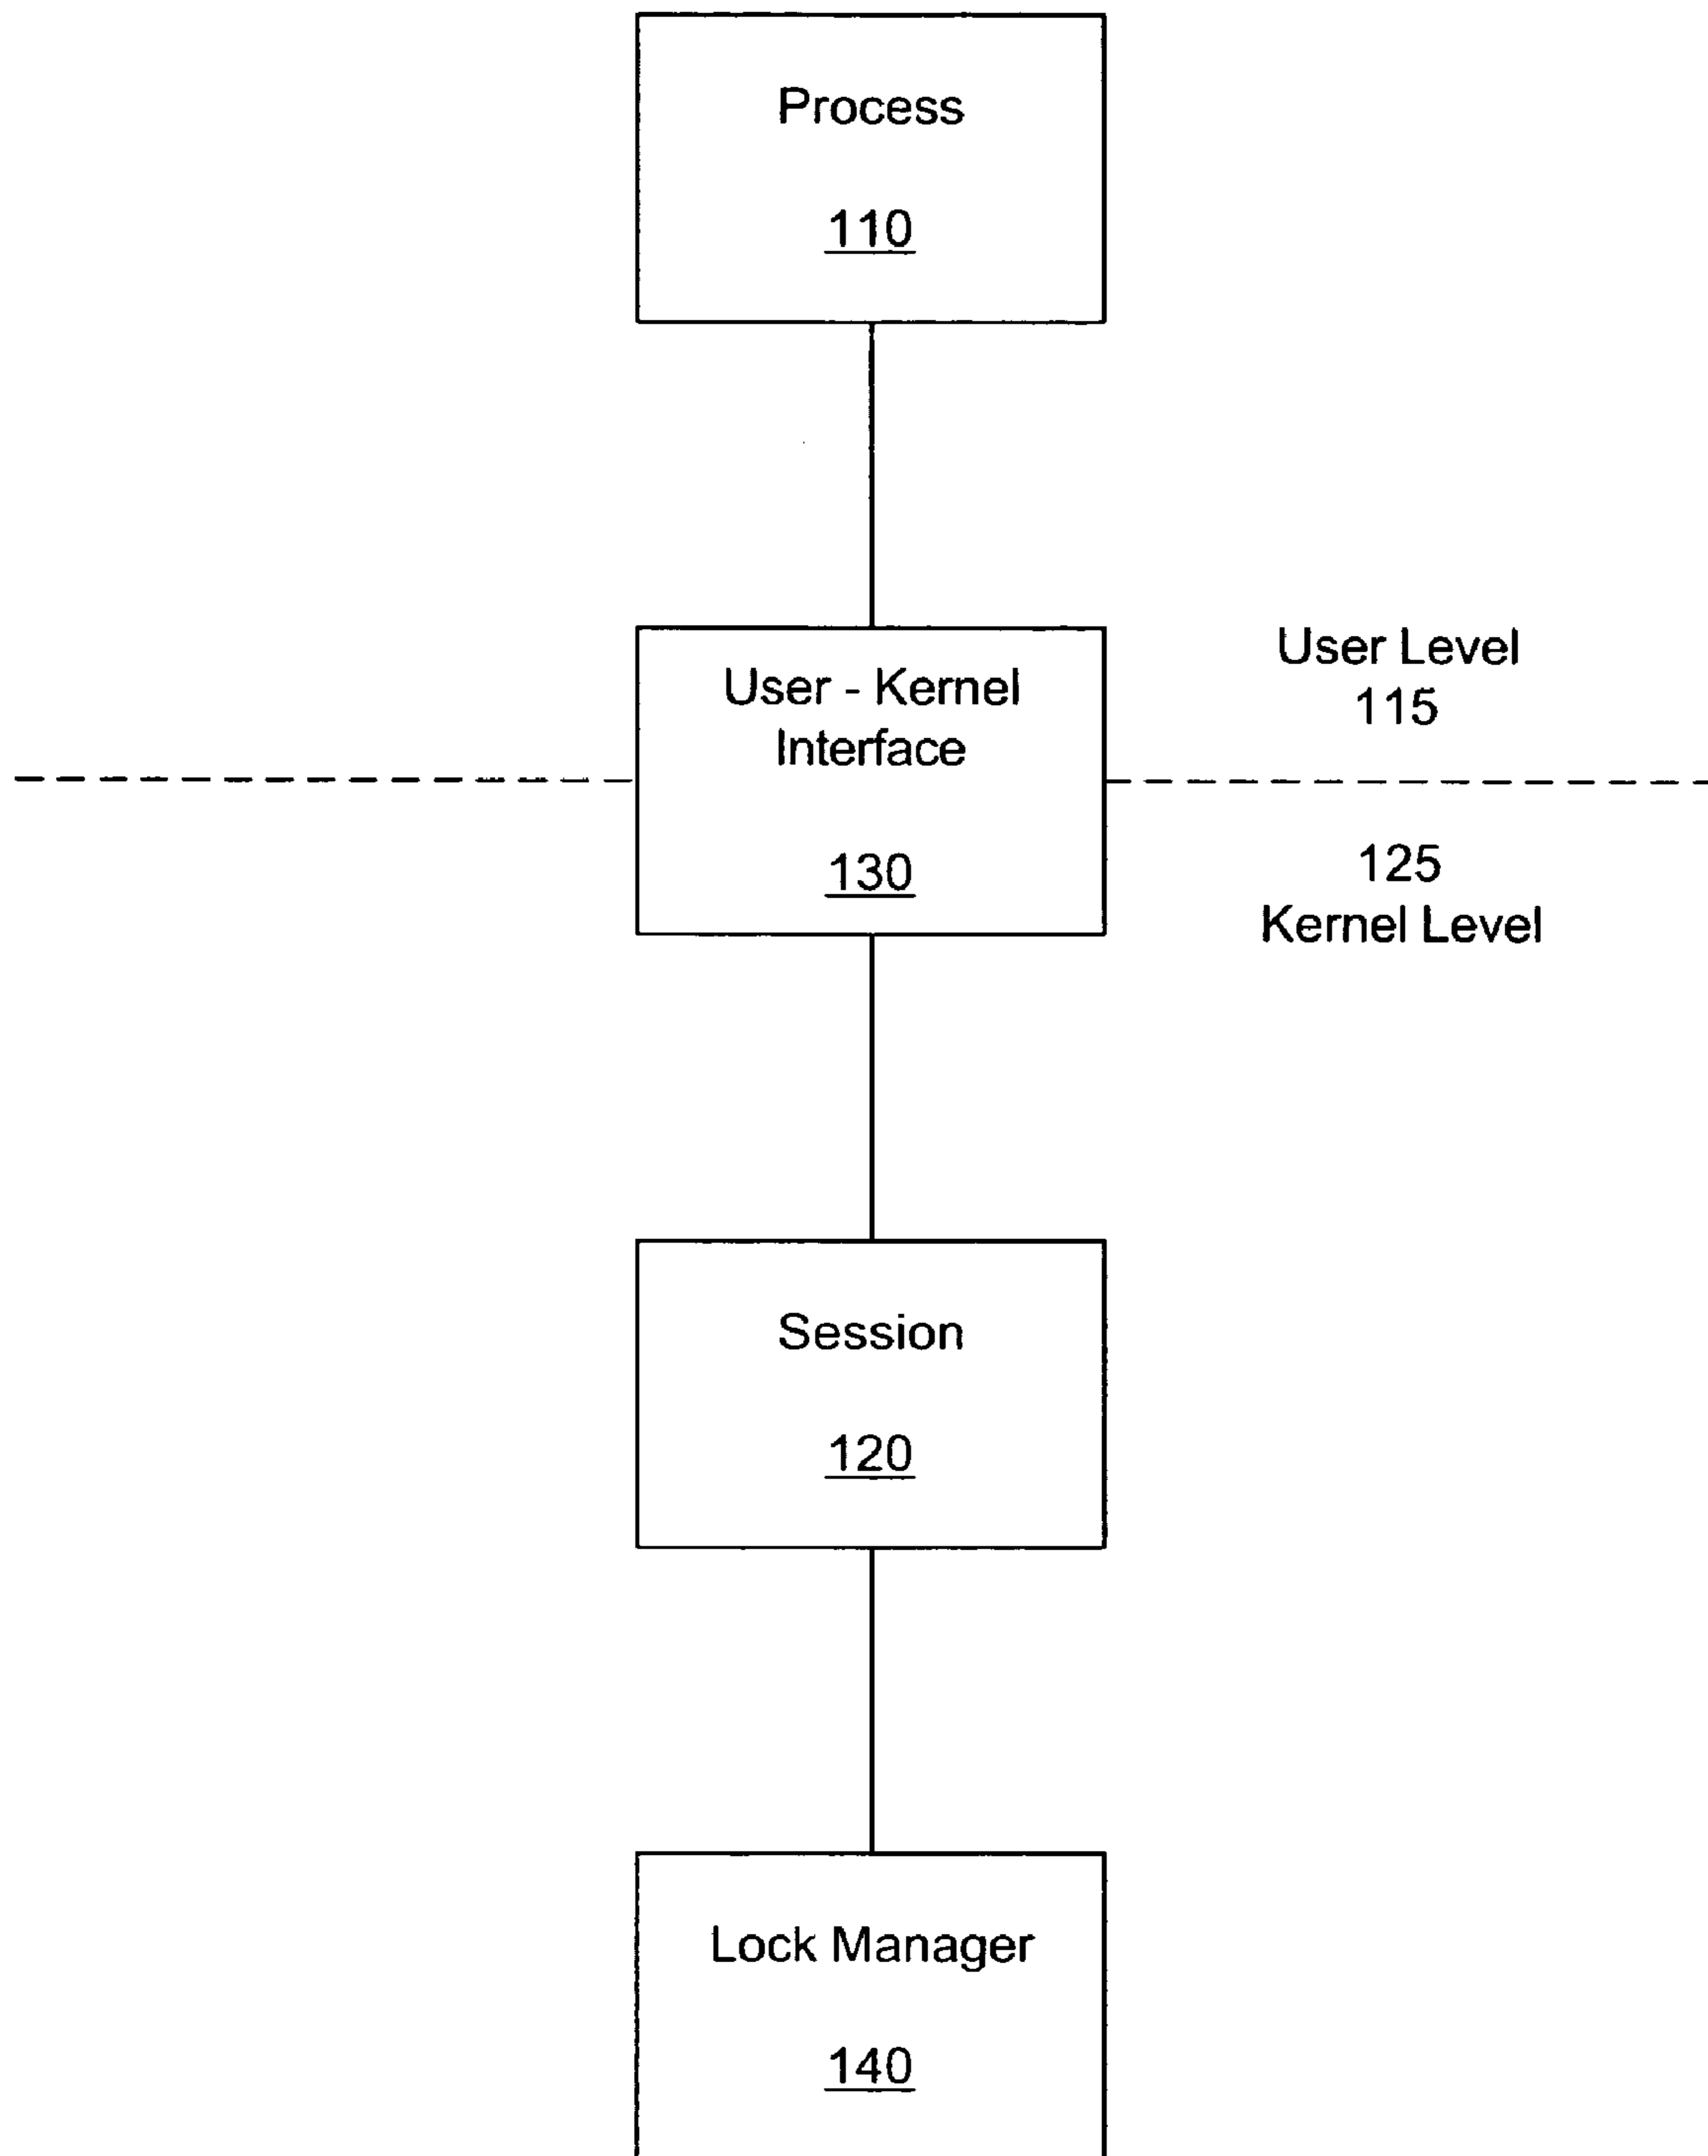 Process
110
User - Kernel
Interface
130
User Level
115
125
Kernel Level
Session
120
Lock Manager
140